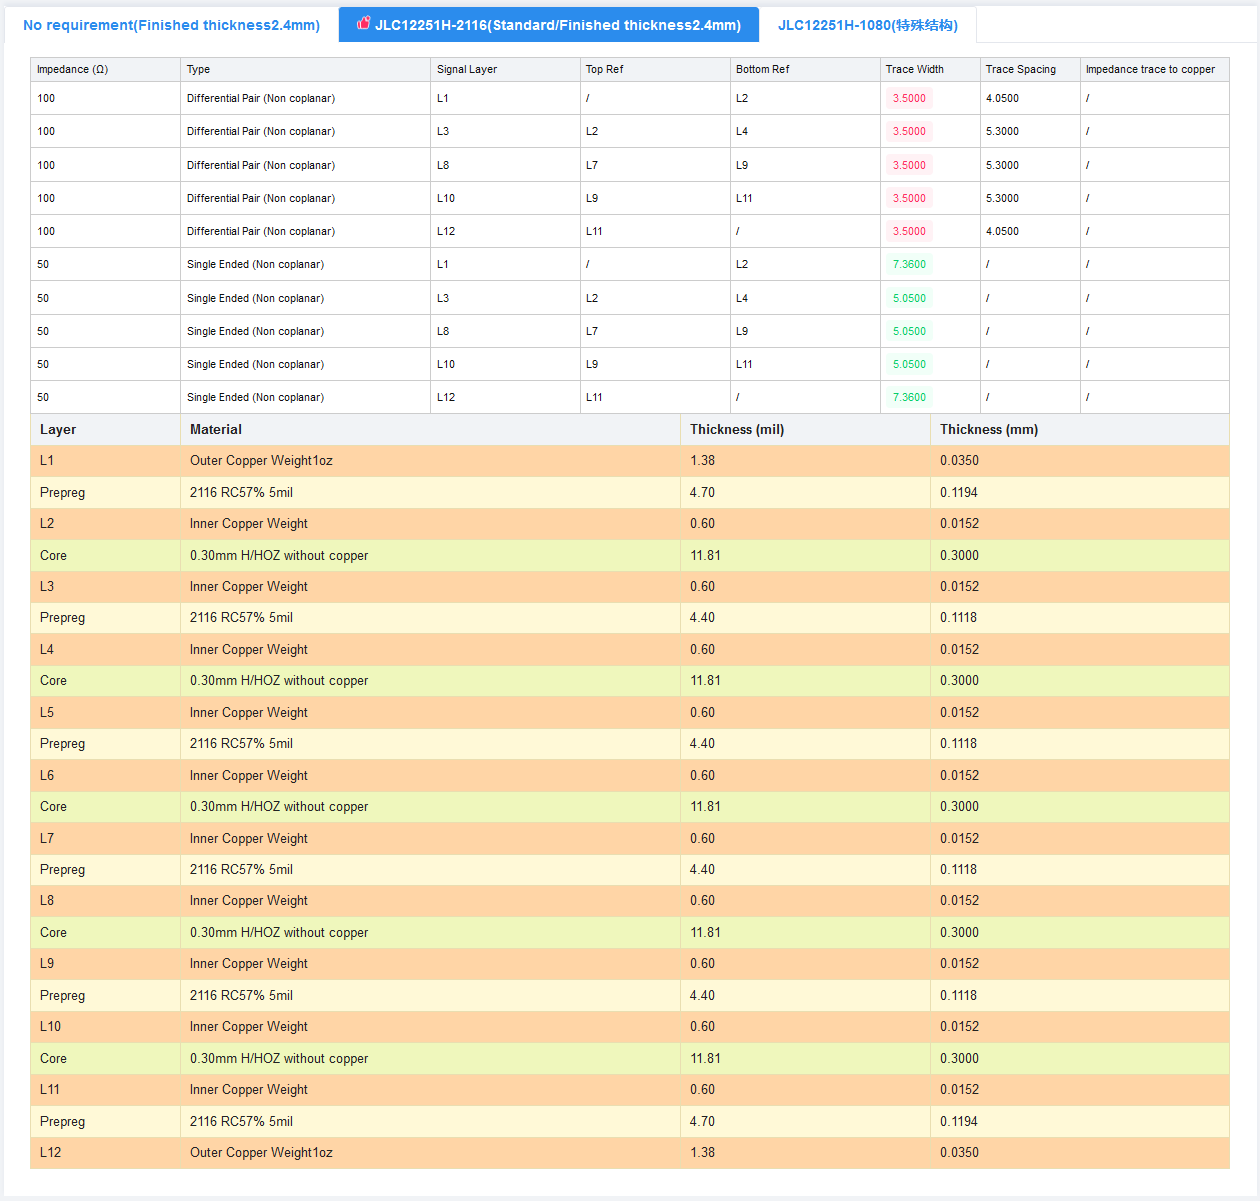 No requirement(Finished thickness2.4mm) JLC12251H-2116(Standard/Finished thickness2.4mm) JLC12251H-1080(特殊结构)
Impedance (Ω) Type Signal Layer Top Ref Bottom Ref Trace Width Trace Spacing Impedance trace to copper
100 Differential Pair (Non coplanar) L1 / L2 3.5000 4.0500 /
100 Differential Pair (Non coplanar) L3 L2 L4 3.5000 5.3000 /
100 Differential Pair (Non coplanar) L8 L7 L9 3.5000 5.3000 /
100 Differential Pair (Non coplanar) L10 L9 L11 3.5000 5.3000 /
100 Differential Pair (Non coplanar) L12 L11 / 3.5000 4.0500 /
50 Single Ended (Non coplanar) L1 / L2 7.3600 / /
50 Single Ended (Non coplanar) L3 L2 L4 5.0500 / /
50 Single Ended (Non coplanar) L8 L7 L9 5.0500 / /
50 Single Ended (Non coplanar) L10 L9 L11 5.0500 / /
50 Single Ended (Non coplanar) L12 L11 / 7.3600 / /
Layer Material Thickness (mil) Thickness (mm)
L1 Outer Copper Weight1oz 1.38 0.0350
Prepreg 2116 RC57% 5mil 4.70 0.1194
L2 Inner Copper Weight 0.60 0.0152
Core 0.30mm H/HOZ without copper 11.81 0.3000
L3 Inner Copper Weight 0.60 0.0152
Prepreg 2116 RC57% 5mil 4.40 0.1118
L4 Inner Copper Weight 0.60 0.0152
Core 0.30mm H/HOZ without copper 11.81 0.3000
L5 Inner Copper Weight 0.60 0.0152
Prepreg 2116 RC57% 5mil 4.40 0.1118
L6 Inner Copper Weight 0.60 0.0152
Core 0.30mm H/HOZ without copper 11.81 0.3000
L7 Inner Copper Weight 0.60 0.0152
Prepreg 2116 RC57% 5mil 4.40 0.1118
L8 Inner Copper Weight 0.60 0.0152
Core 0.30mm H/HOZ without copper 11.81 0.3000
L9 Inner Copper Weight 0.60 0.0152
Prepreg 2116 RC57% 5mil 4.40 0.1118
L10 Inner Copper Weight 0.60 0.0152
Core 0.30mm H/HOZ without copper 11.81 0.3000
L11 Inner Copper Weight 0.60 0.0152
Prepreg 2116 RC57% 5mil 4.70 0.1194
L12 Outer Copper Weight1oz 1.38 0.0350